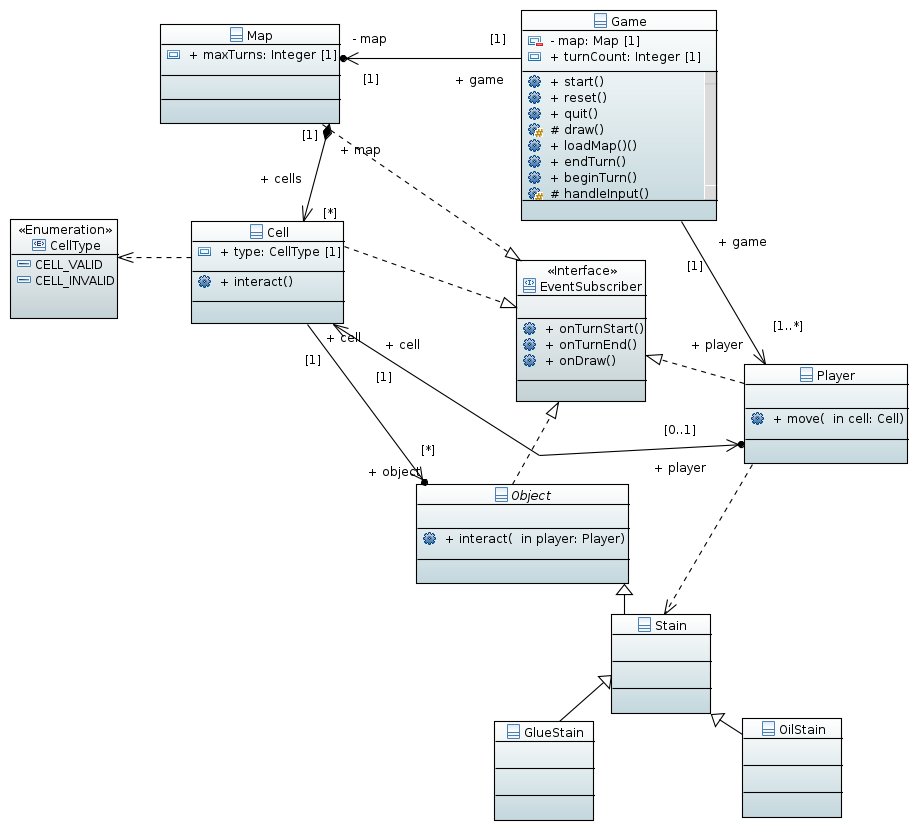 Map
+ maxTurns: Integer [1]
- map
[1]
[1]
+ game
Game
- map: Map [1]
+ turnCount: Integer [1]
+ start()
+ reset()
+ quit()
# draw()
+ loadMap()()
+ endTurn()
+ beginTurn()
# handleInput()
[1]
+ map
+ cells
[*]
«Enumeration»
CellType
CELL_VALID
CELL_INVALID
Cell
+ type: CellType [1]
+ interact()
«Interface»
EventSubscriber
+ onTurnStart()
+ onTurnEnd()
+ onDraw()
+ game
[1]
[1..*]
+ player
Player
+ move(  in cell: Cell)
+ cell
[1]
+ cell
[1]
[0..1]
+ player
[*]
+ object
Object
+ interact(  in player: Player)
Stain
GlueStain
OilStain